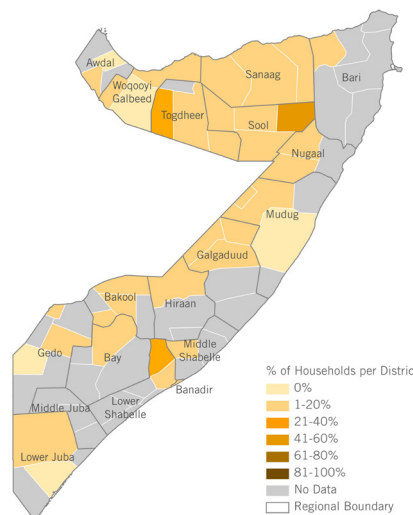 Awdal
Woqooyi
Galbeed
Sanaag
Bari
Togdheer
Sool
Nugaal
Mudug
Galgaduud
Bakool
Hiraan
Gedo
Bay
Middle
Shabelle
Banadir
Middle Juba
Lower
Shabelle
Lower Juba
% of Households per Distric
0%
1-20%
21-40%
41-60%
61-80%
81-100%
No Data
Regional Boundary